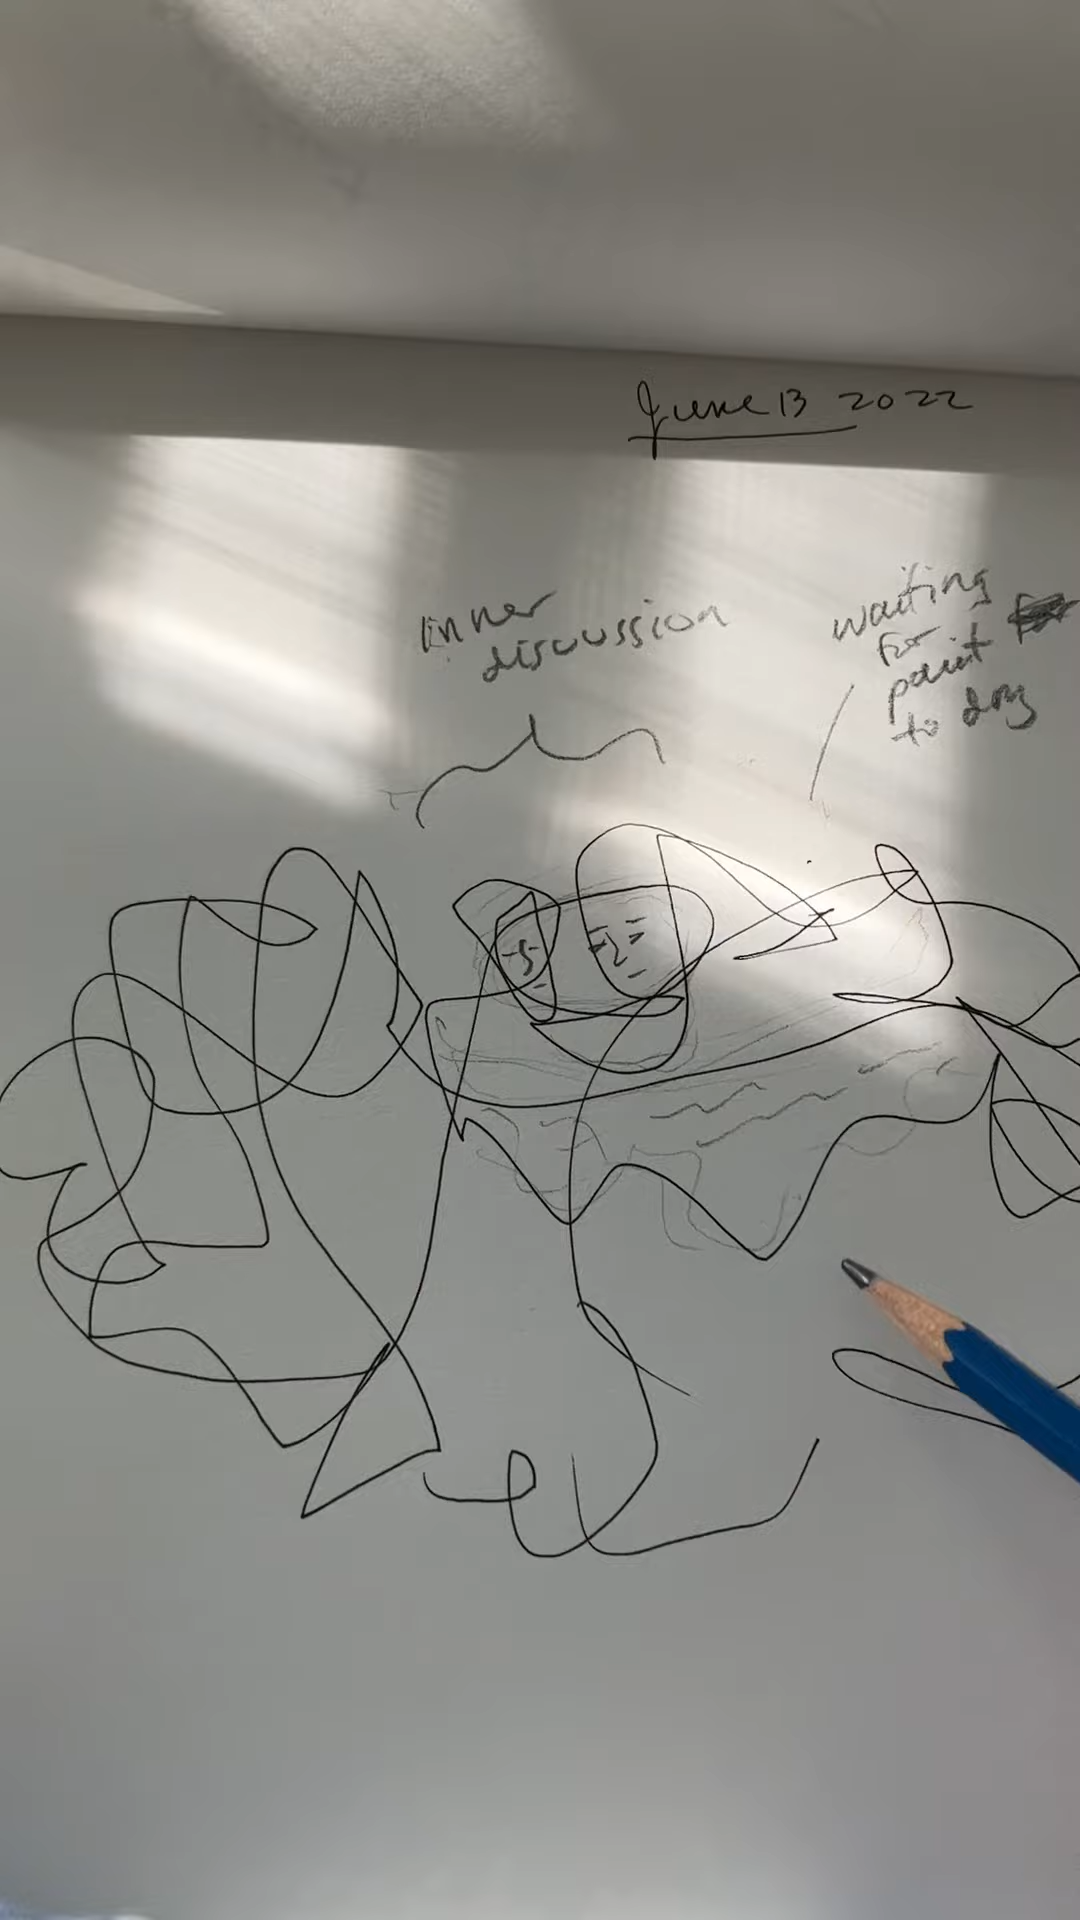 June 13 2022
inner
discussion
waiting
for
paint
to dry